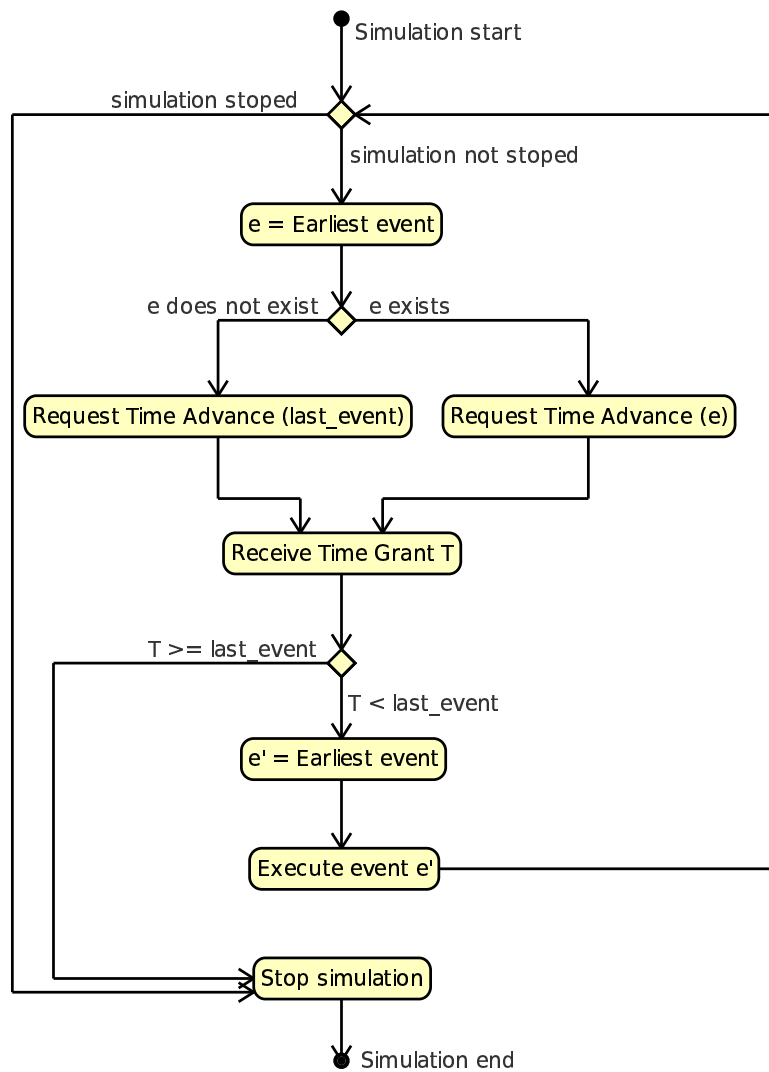 Simulation start
simulation stoped
simulation not stoped
e = Earliest event
e does not exist
e exists
Request Time Advance (last_event)
Request Time Advance (e)
Receive Time Grant T
T >= last_event
T < last_event
e' = Earliest event
Execute event e'
Stop simulation
Simulation end